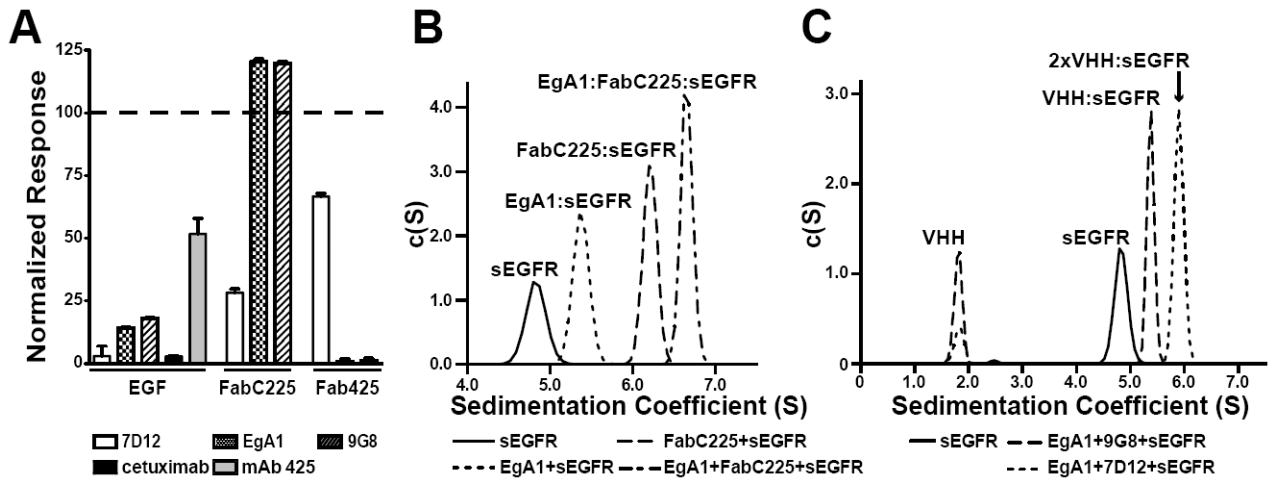 A
Normalized Response
125
100
75
50
25
0
EGF FabC225 Fab425
7D12 EgA1 9G8
cetuximab mAb 425
B
c(S)
4.0
3.0
2.0
1.0
0.0
EgA1:FabC225:sEGFR
FabC225:sEGFR
EgA1:sEGFR
sEGFR
4.0 5.0 6.0 7.0
Sedimentation Coefficient (S)
sEGFR FabC225+sEGFR
EgA1+sEGFR EgA1+FabC225+sEGFR
C
c(S)
3.0
2.0
1.0
0
2xVHH:sEGFR
VHH:sEGFR
VHH sEGFR
0 1.0 2.0 3.0 4.0 5.0 6.0 7.0
Sedimentation Coefficient (S)
sEGFR EgA1+9G8+sEGFR
EgA1+7D12+sEGFR